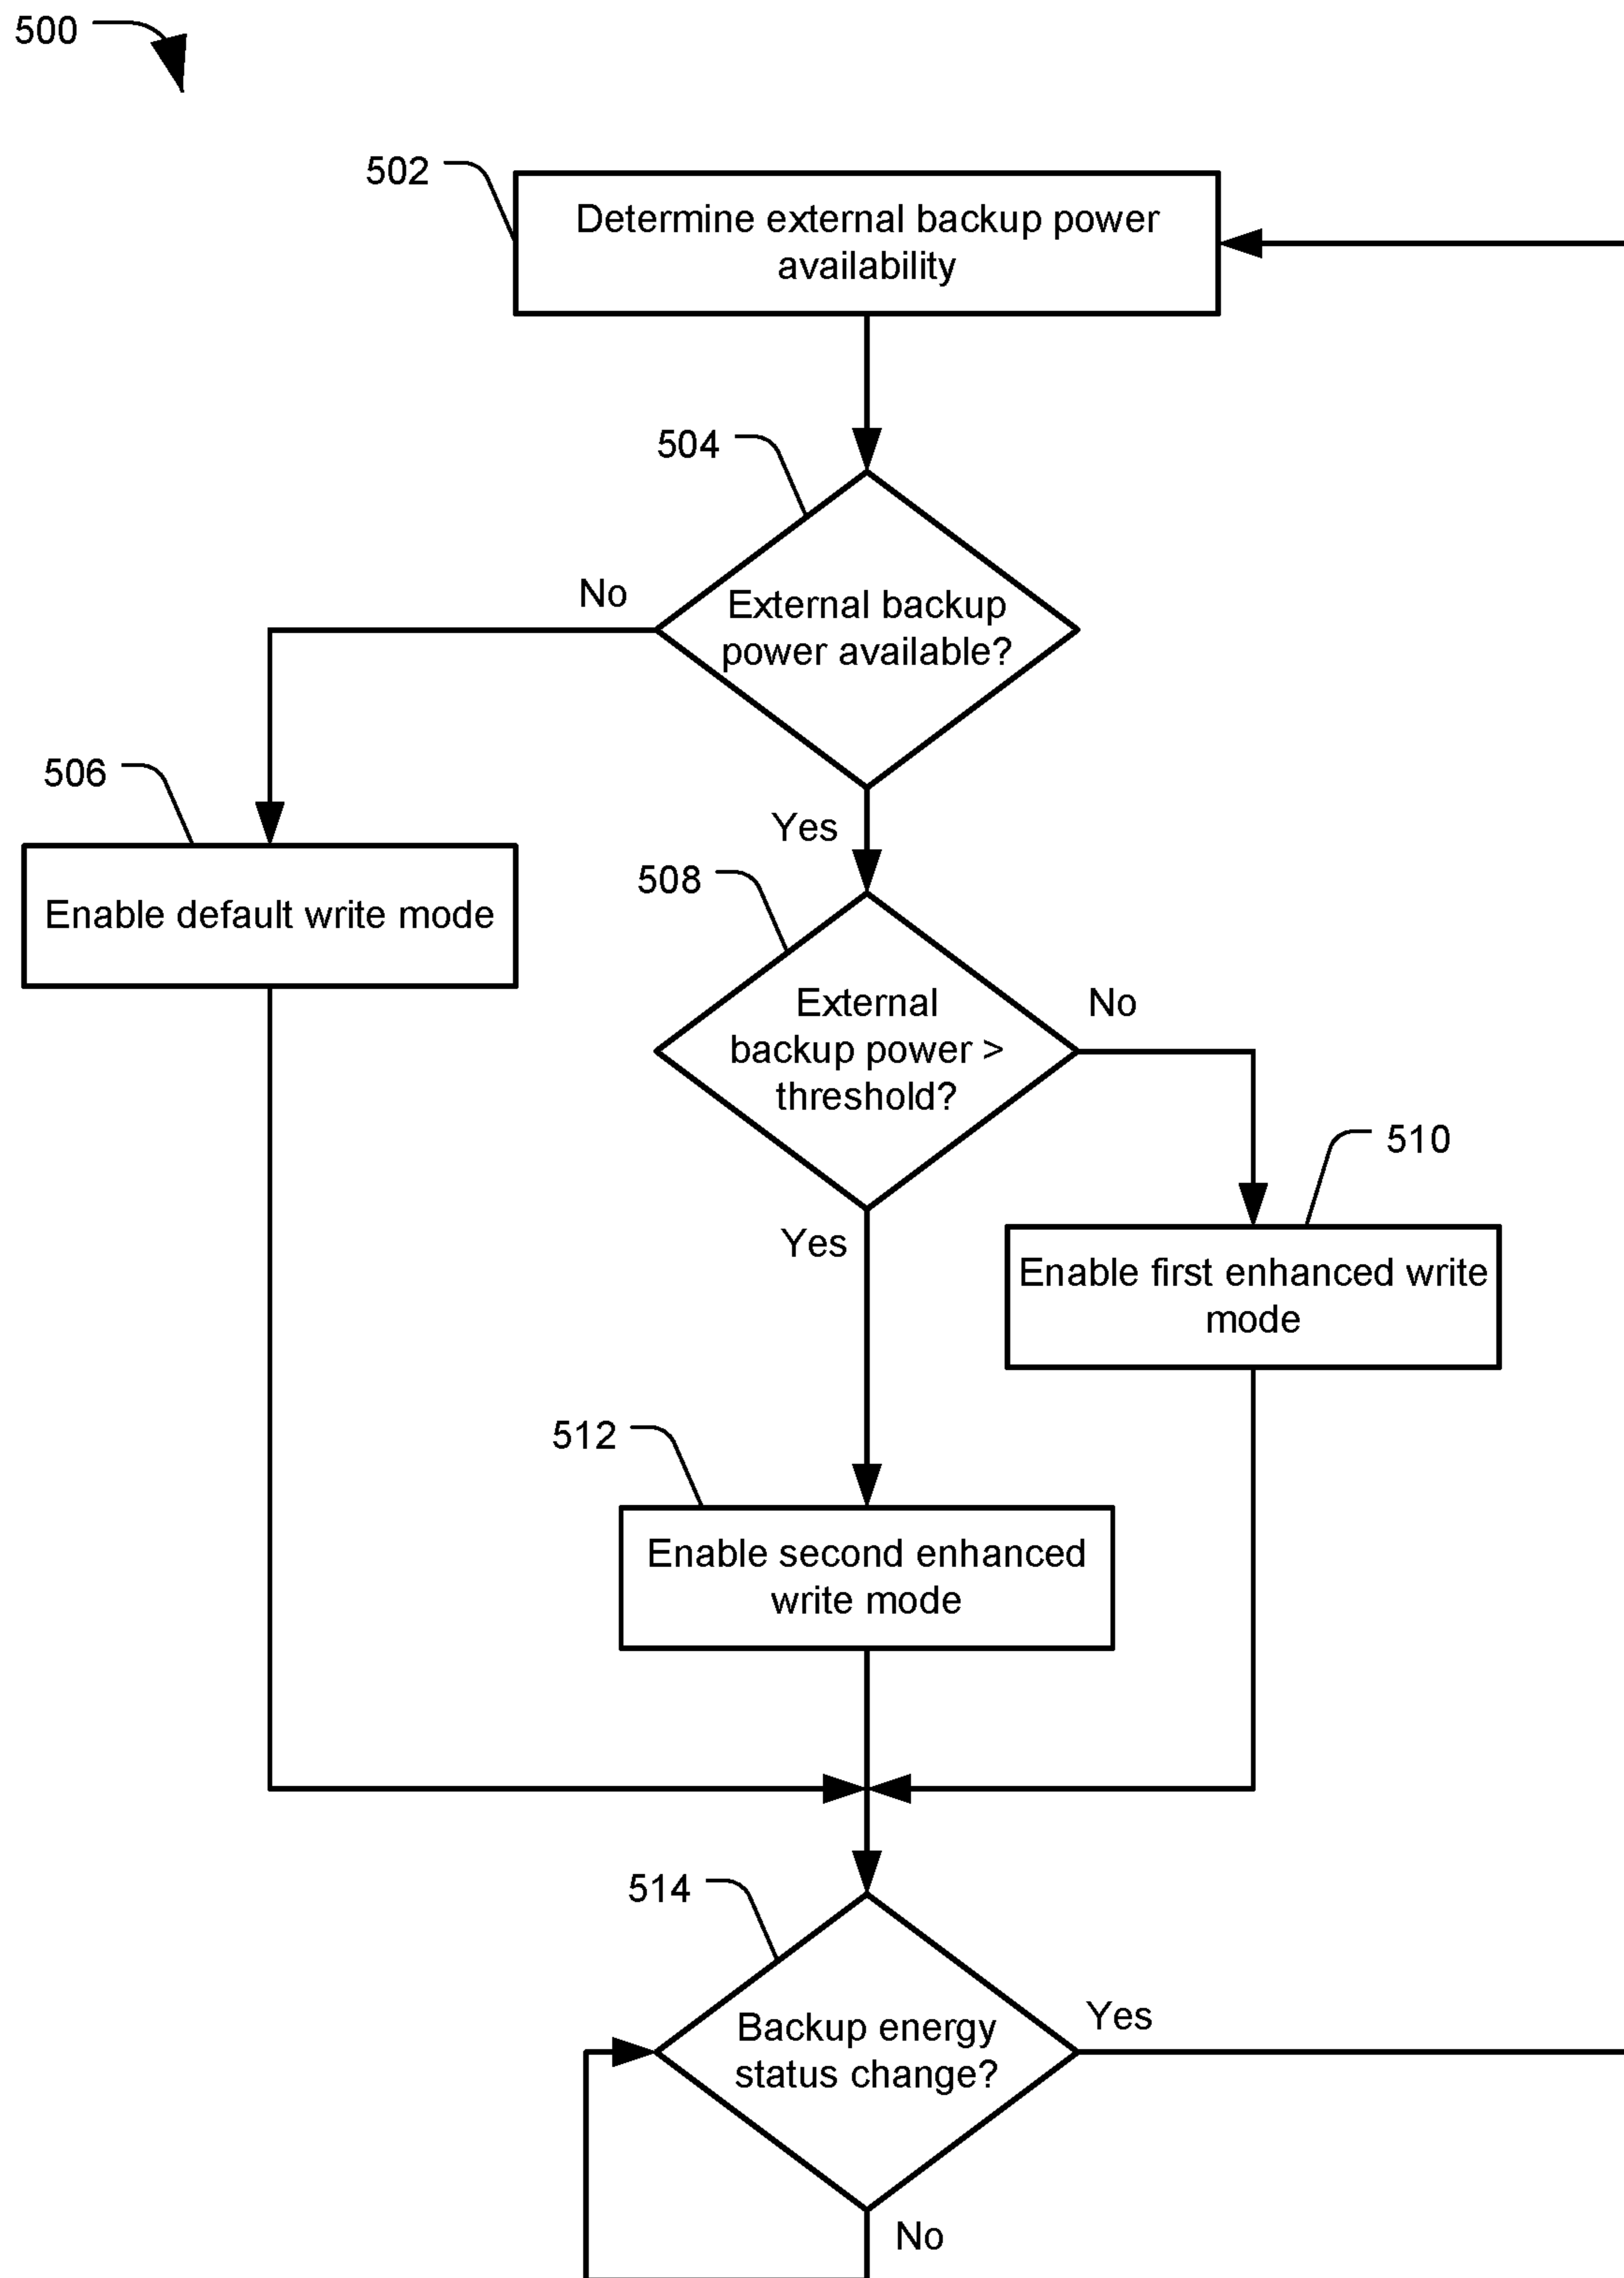 500
502
Determine external backup power
availability
504
No
External backup
power available?
506
Yes
Enable default write mode
508
External
backup power >
threshold?
No
510
Yes
Enable first enhanced write
mode
512
Enable second enhanced
write mode
514
Backup energy
status change?
Yes
No